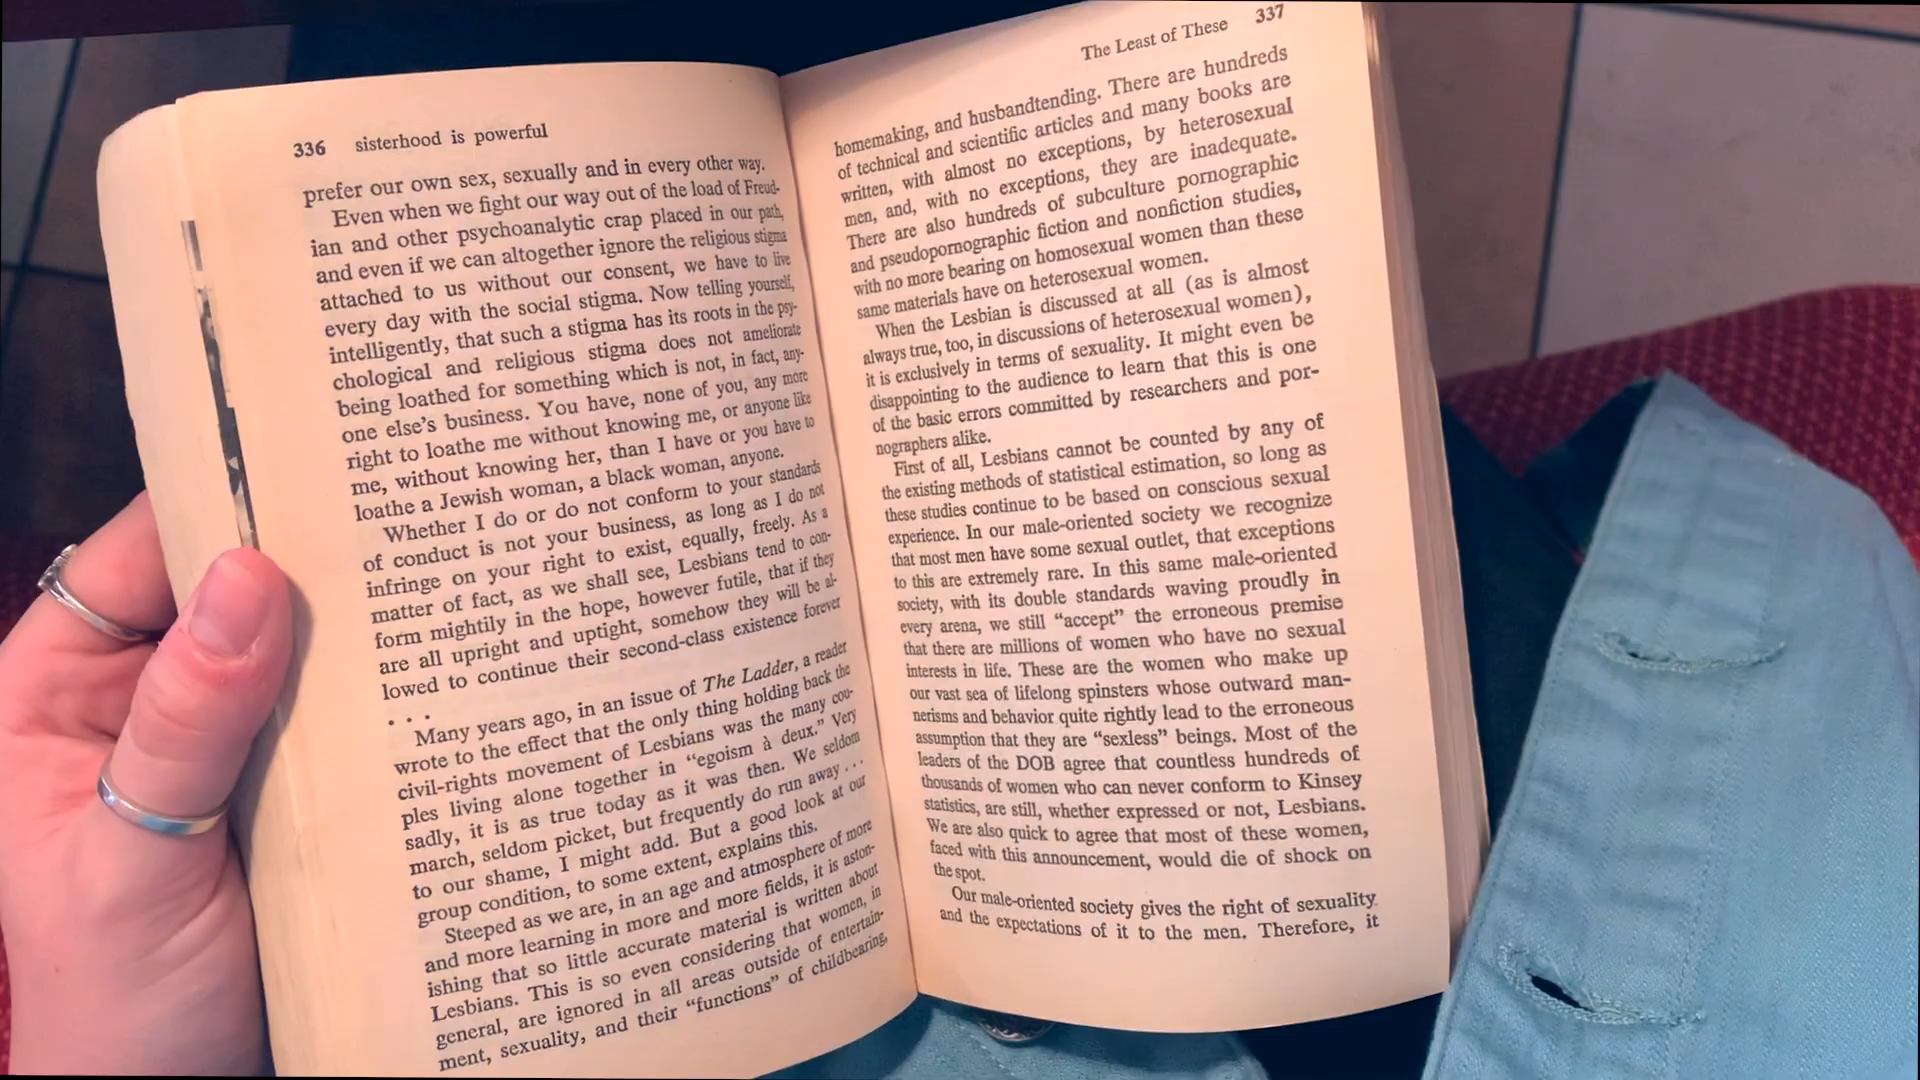 336 sisterhood is powerful
prefer our own sex, sexually and in every other way.
Even when we fight our way out of the load of Freud-
ian and other psychoanalytic crap placed in our path,
and even if we can altogether ignore the religious stigma
attached to us without our consent, we have to live
every day with the social stigma. Now telling yourself,
intelligently, that such a stigma has its roots in the psy-
chological and religious stigma does not ameliorate
being loathed for something which is not, in fact, any-
one else's business. You have, none of you, any more
right to loathe me without knowing me, or anyone like
me, without knowing her, than I have or you have to
loathe a Jewish woman, a black woman, anyone.
Whether I do or do not conform to your standards
of conduct is not your business, as long as I do not
infringe on your right to exist, equally, freely. As a
matter of fact, as we shall see, Lesbians tend to con-
form mightily in the hope, however futile, that if they
are all upright and uptight, somehow they will be al-
lowed to continue their second-class existence forever
. . .
Many years ago, in an issue of The Ladder, a reader
wrote to the effect that the only thing holding back the
civil-rights movement of Lesbians was the many cou-
ples living alone together in "egoism à deux." Very
sadly, it is as true today as it was then. We seldom
march, seldom picket, but frequently do run away . . .
to our shame, I might add. But a good look at our
group condition, to some extent, explains this.
Steeped as we are, in an age and atmosphere of more
and more learning in more and more fields, it is aston-
ishing that so little accurate material is written about
Lesbians. This is so even considering that women, in
general, are ignored in all areas outside of entertain-
ment, sexuality, and their "functions" of childbearing,
The Least of These 337
homemaking, and husbandtending. There are hundreds
of technical and scientific articles and many books are
written, with almost no exceptions, by heterosexual
men, and, with no exceptions, they are inadequate.
There are also hundreds of subculture pornographic
and pseudopornographic fiction and nonfiction studies,
with no more bearing on homosexual women than these
same materials have on heterosexual women.
When the Lesbian is discussed at all (as is almost
always true, too, in discussions of heterosexual women),
it is exclusively in terms of sexuality. It might even be
disappointing to the audience to learn that this is one
of the basic errors committed by researchers and por-
nographers alike.
First of all, Lesbians cannot be counted by any of
the existing methods of statistical estimation, so long as
these studies continue to be based on conscious sexual
experience. In our male-oriented society we recognize
that most men have some sexual outlet, that exceptions
to this are extremely rare. In this same male-oriented
society, with its double standards waving proudly in
every arena, we still "accept" the erroneous premise
that there are millions of women who have no sexual
interests in life. These are the women who make up
our vast sea of lifelong spinsters whose outward man-
nerisms and behavior quite rightly lead to the erroneous
assumption that they are "sexless" beings. Most of the
leaders of the DOB agree that countless hundreds of
thousands of women who can never conform to Kinsey
statistics, are still, whether expressed or not, Lesbians.
We are also quick to agree that most of these women,
faced with this announcement, would die of shock on
the spot.
Our male-oriented society gives the right of sexuality
and the expectations of it to the men. Therefore, it